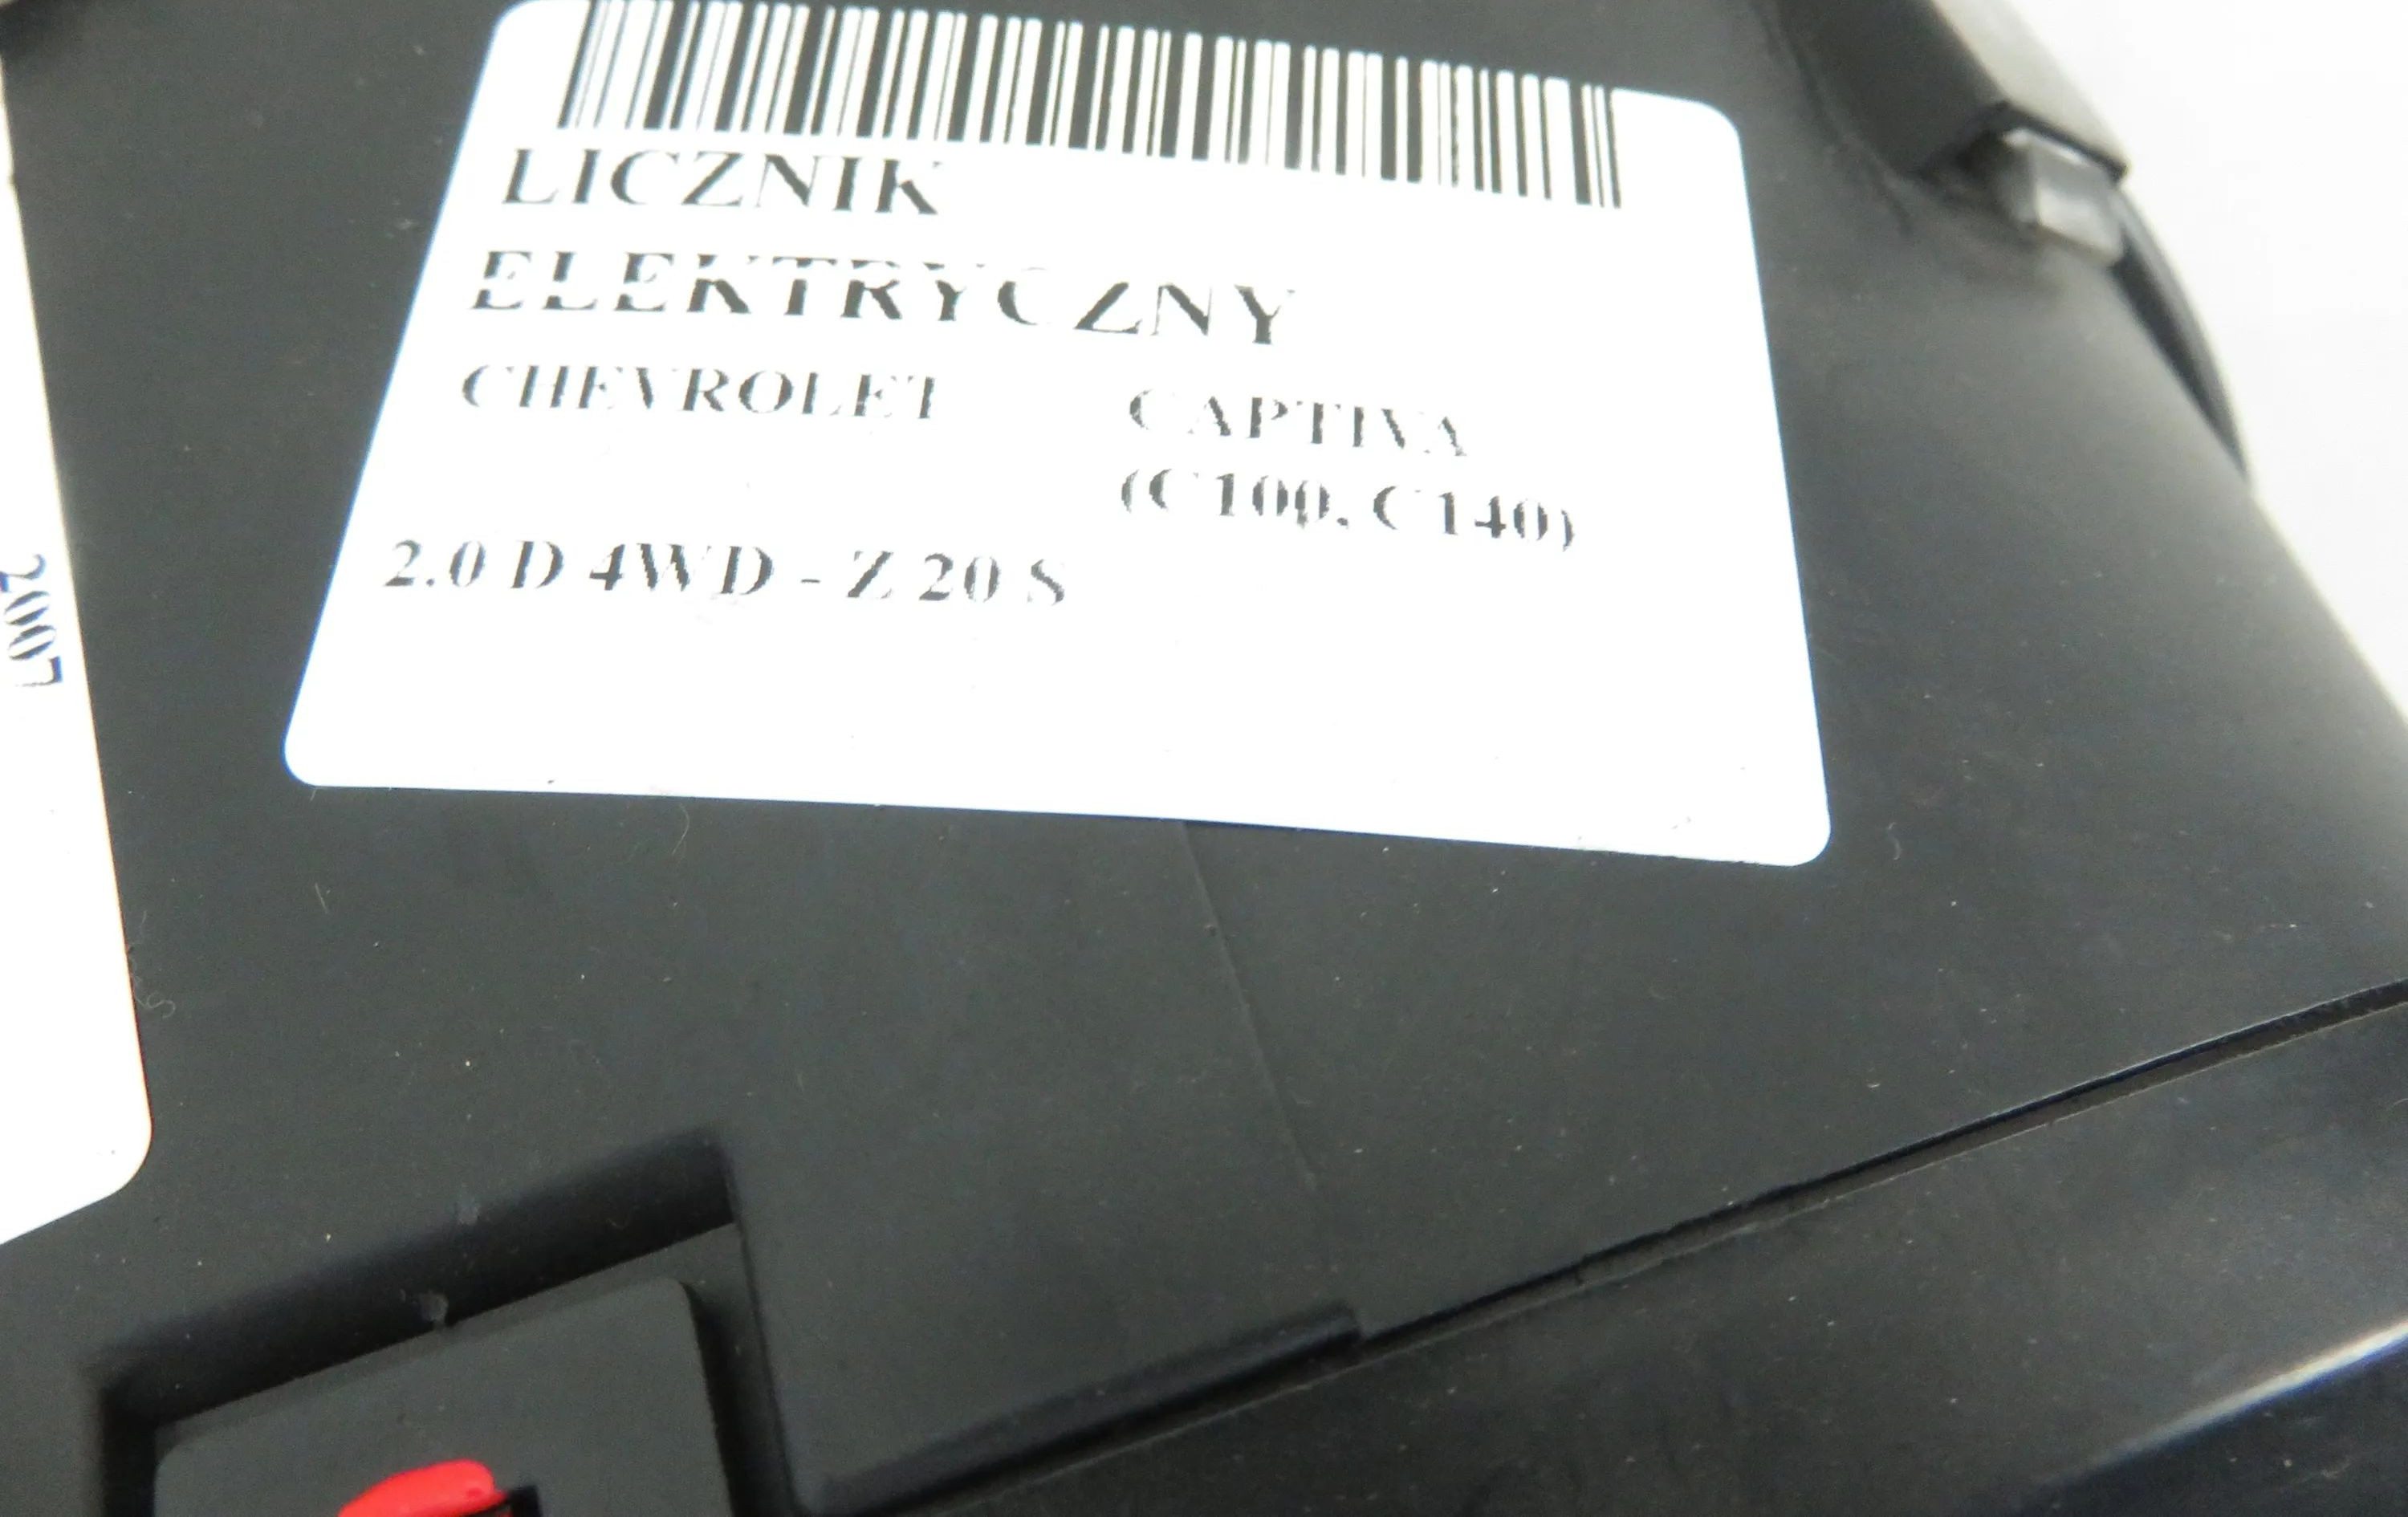 LICZNIK
ELEKTRYCZNY
CHEVROLET CAPTIVA
(C100, C140)
2.0 D 4WD - Z 20 S
2007